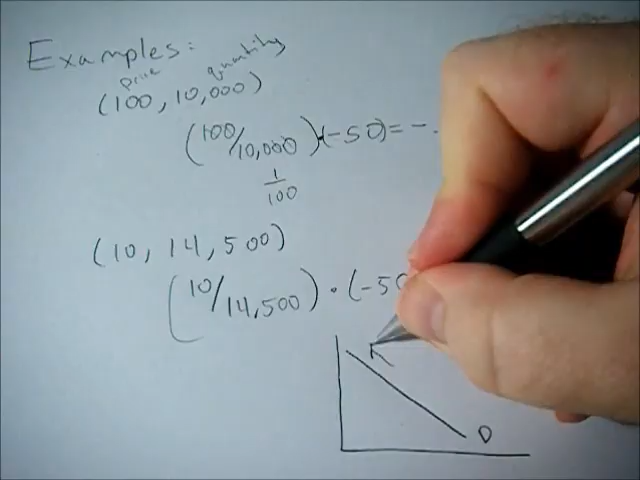 Examples:
price quantity
(100, 10,000)
(100/10,000)·(-50) = -.
1/100
(10, 14,500)
(10/14,500) · (-50
D